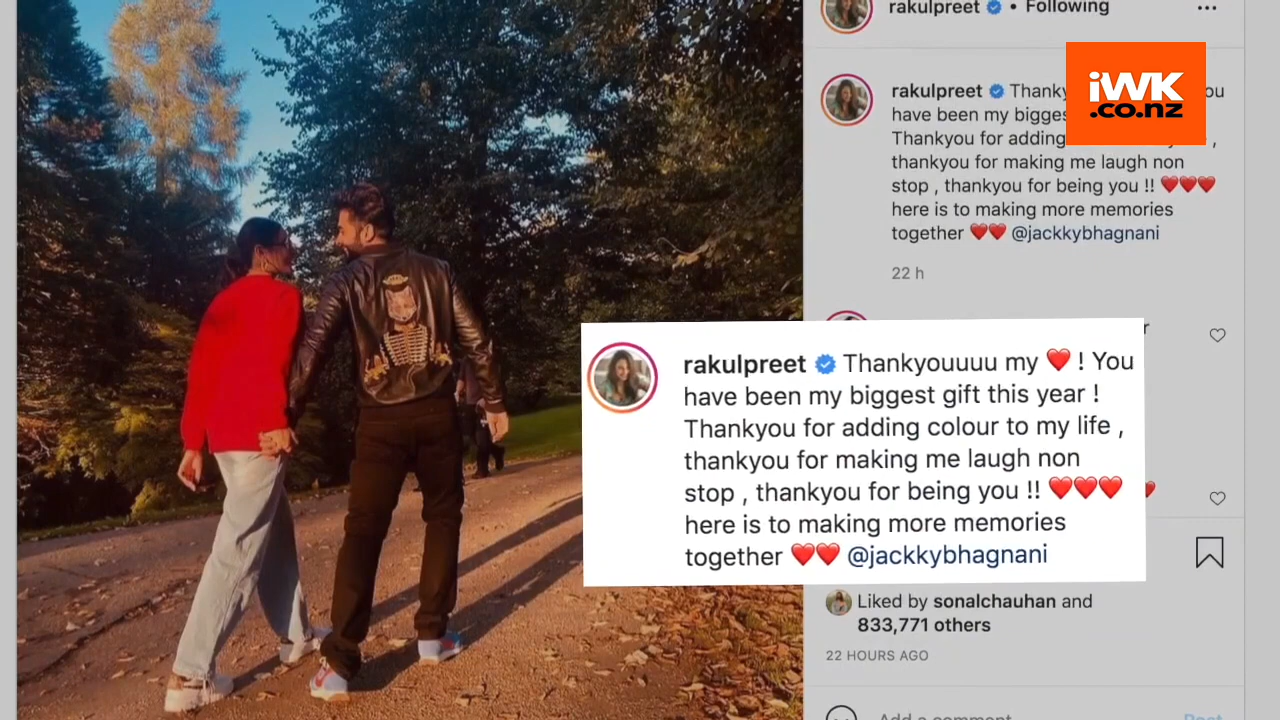 rakulpreet • Following
iWK
.co.nz
rakulpreet Thanky ou
have been my bigges
Thankyou for adding ,
thankyou for making me laugh non
stop , thankyou for being you !! ❤️❤️❤️
here is to making more memories
together ❤️❤️ @jackkybhagnani
22 h
rakulpreet Thankyouuuu my ❤️ ! You
have been my biggest gift this year !
Thankyou for adding colour to my life ,
thankyou for making me laugh non
stop , thankyou for being you !! ❤️❤️❤️
here is to making more memories
together ❤️❤️ @jackkybhagnani
Liked by sonalchauhan and
833,771 others
22 HOURS AGO
Add a comment
Post